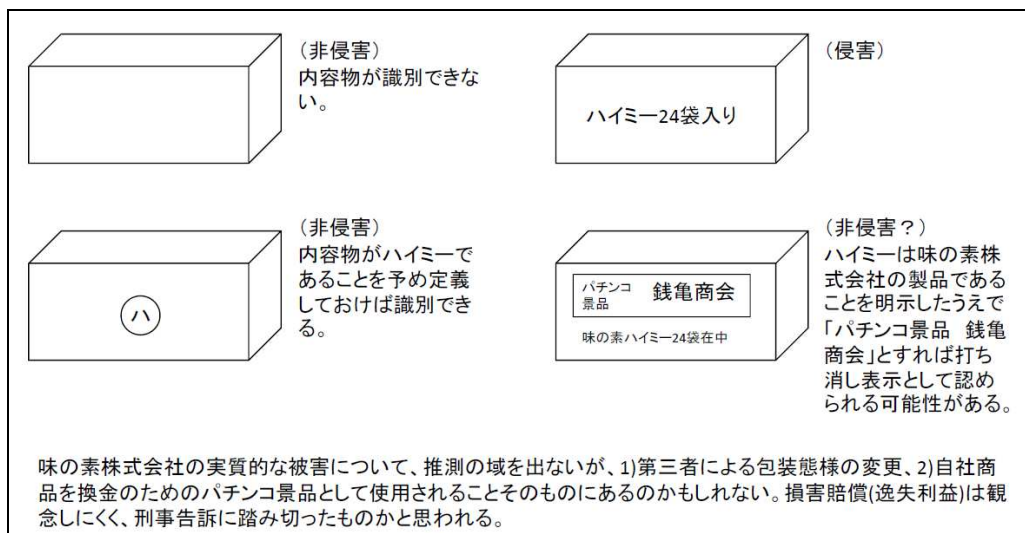 （非侵害）
内容物が識別できな
い。
ハイミー24袋入り
（侵害）
ハ
（非侵害）
内容物がハイミーで
あることを予め定義
しておけば識別でき
る。
パチンコ
景品
銭亀商会
味の素ハイミー24袋在中
（非侵害？）
ハイミーは味の素株
式会社の製品である
ことを明示したうえで
「パチンコ景品　銭亀
商会」とすれば打ち
消し表示として認め
られる可能性がある。
味の素株式会社の実質的な被害について、推測の域を出ないが、1)第三者による包装態様の変更、2)自社商
品を換金のためのパチンコ景品として使用されることそのものにあるのかもしれない。損害賠償(逸失利益)は観
念しにくく、刑事告訴に踏み切ったものかと思われる。